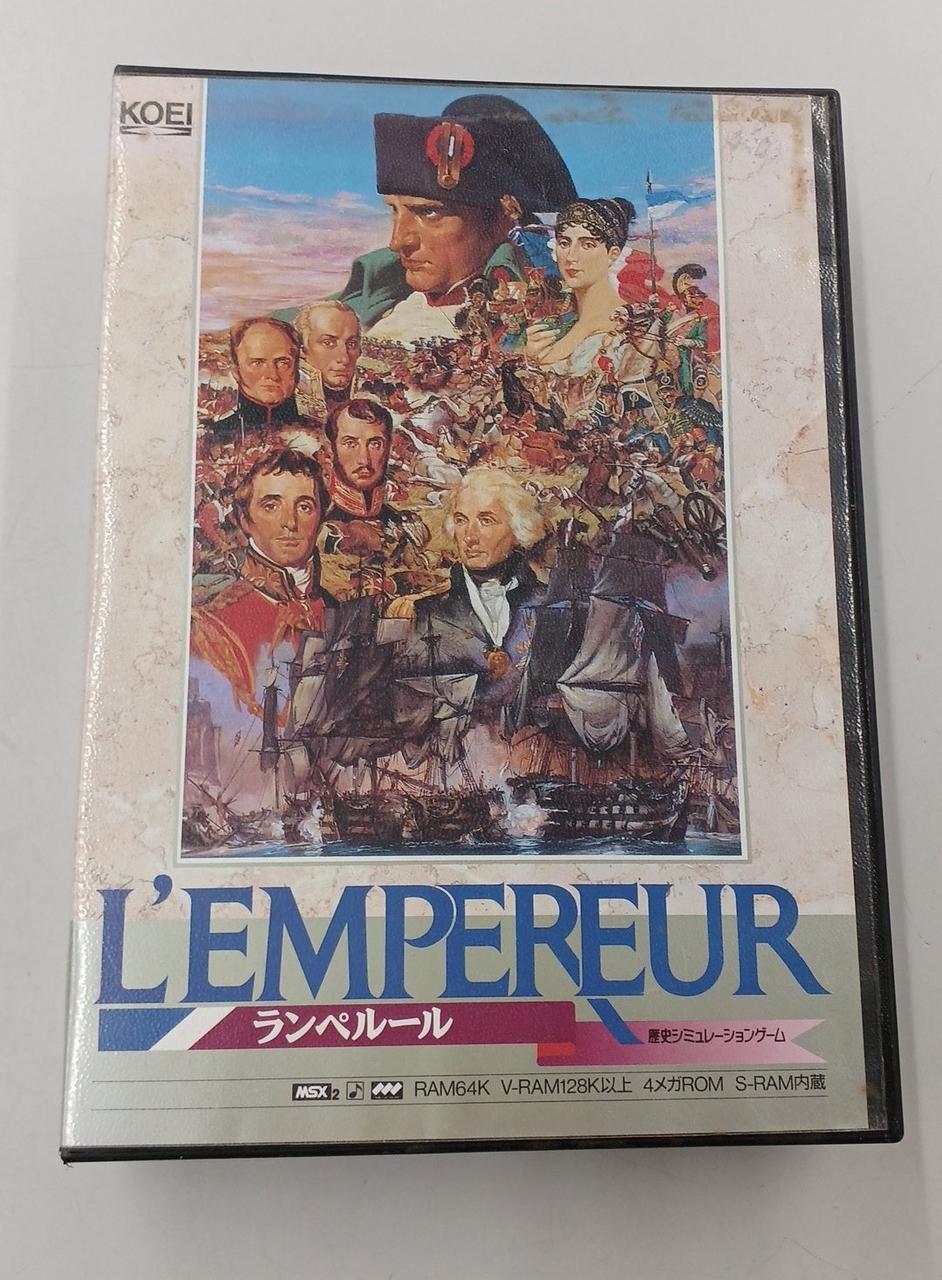 KOEI
L'EMPEREUR
ランペルール
歴史シミュレーションゲーム
MSX2 RAM64K V-RAM128K以上 4メガROM S-RAM内蔵